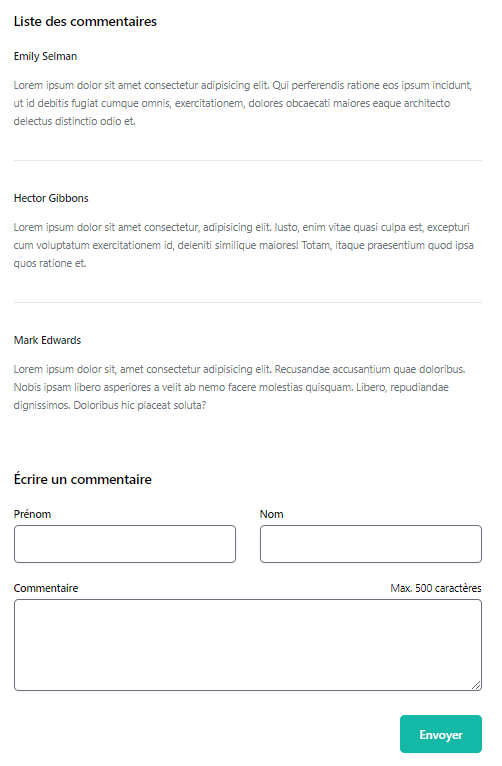 Liste des commentaires
Emily Selman
Lorem ipsum dolor sit amet consectetur adipisicing elit. Qui perferendis ratione eos ipsum incidunt,
ut id debitis fugiat cumque omnis, exercitationem, dolores obcaecati maiores eaque architecto
delectus distinctio odio et.
Hector Gibbons
Lorem ipsum dolor sit amet consectetur, adipisicing elit. Iusto, enim vitae quasi culpa est, excepturi
cum voluptatum exercitationem id, deleniti similique maiores! Totam, itaque praesentium quod ipsa
quos ratione et.
Mark Edwards
Lorem ipsum dolor sit, amet consectetur adipisicing elit. Recusandae accusantium quae doloribus.
Nobis ipsam libero asperiores a velit ab nemo facere molestias quisquam. Libero, repudiandae
dignissimos. Doloribus hic placeat soluta?
Écrire un commentaire
Prénom Nom
Commentaire Max. 500 caractères
Envoyer